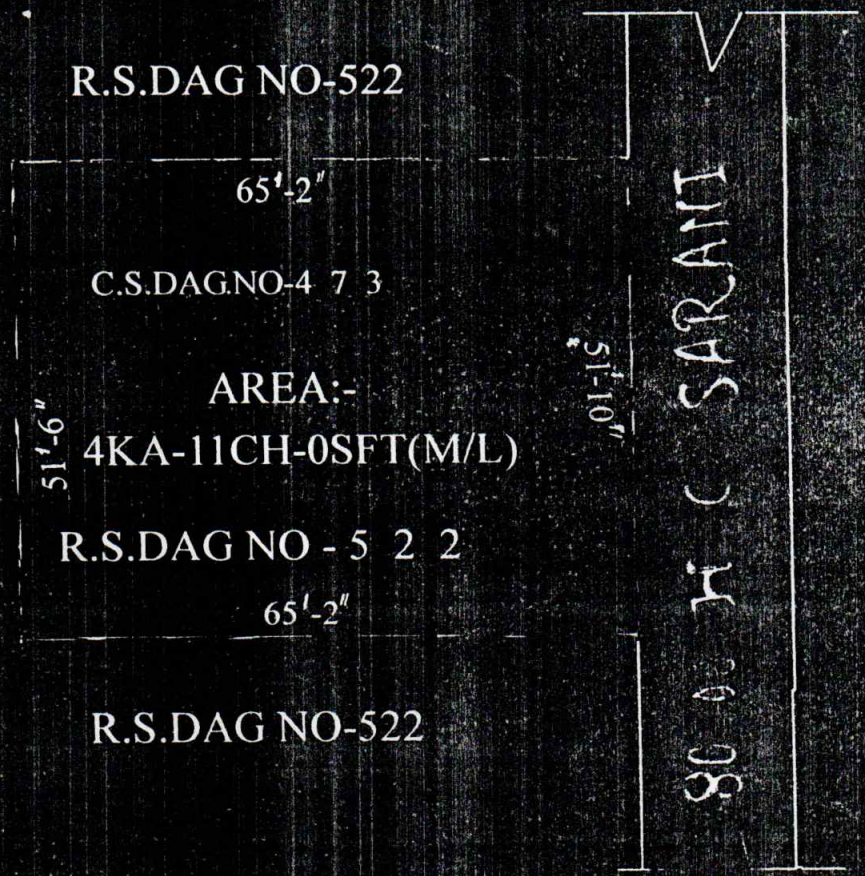 R.S.DAG NO-522
65'-2"
C.S.DAG.NO-4 7 3
AREA:-
4KA-11CH-0SFT(M/L)
51'-6"
51'-10"
R.S.DAG NO - 5 2 2
65'-2"
R.S.DAG NO-522
H C SARANI